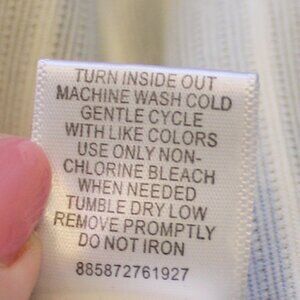 TURN INSIDE OUT
MACHINE WASH COLD
GENTLE CYCLE
WITH LIKE COLORS
USE ONLY NON-
CHLORINE BLEACH
WHEN NEEDED
TUMBLE DRY LOW
REMOVE PROMPTLY
DO NOT IRON
885872761927